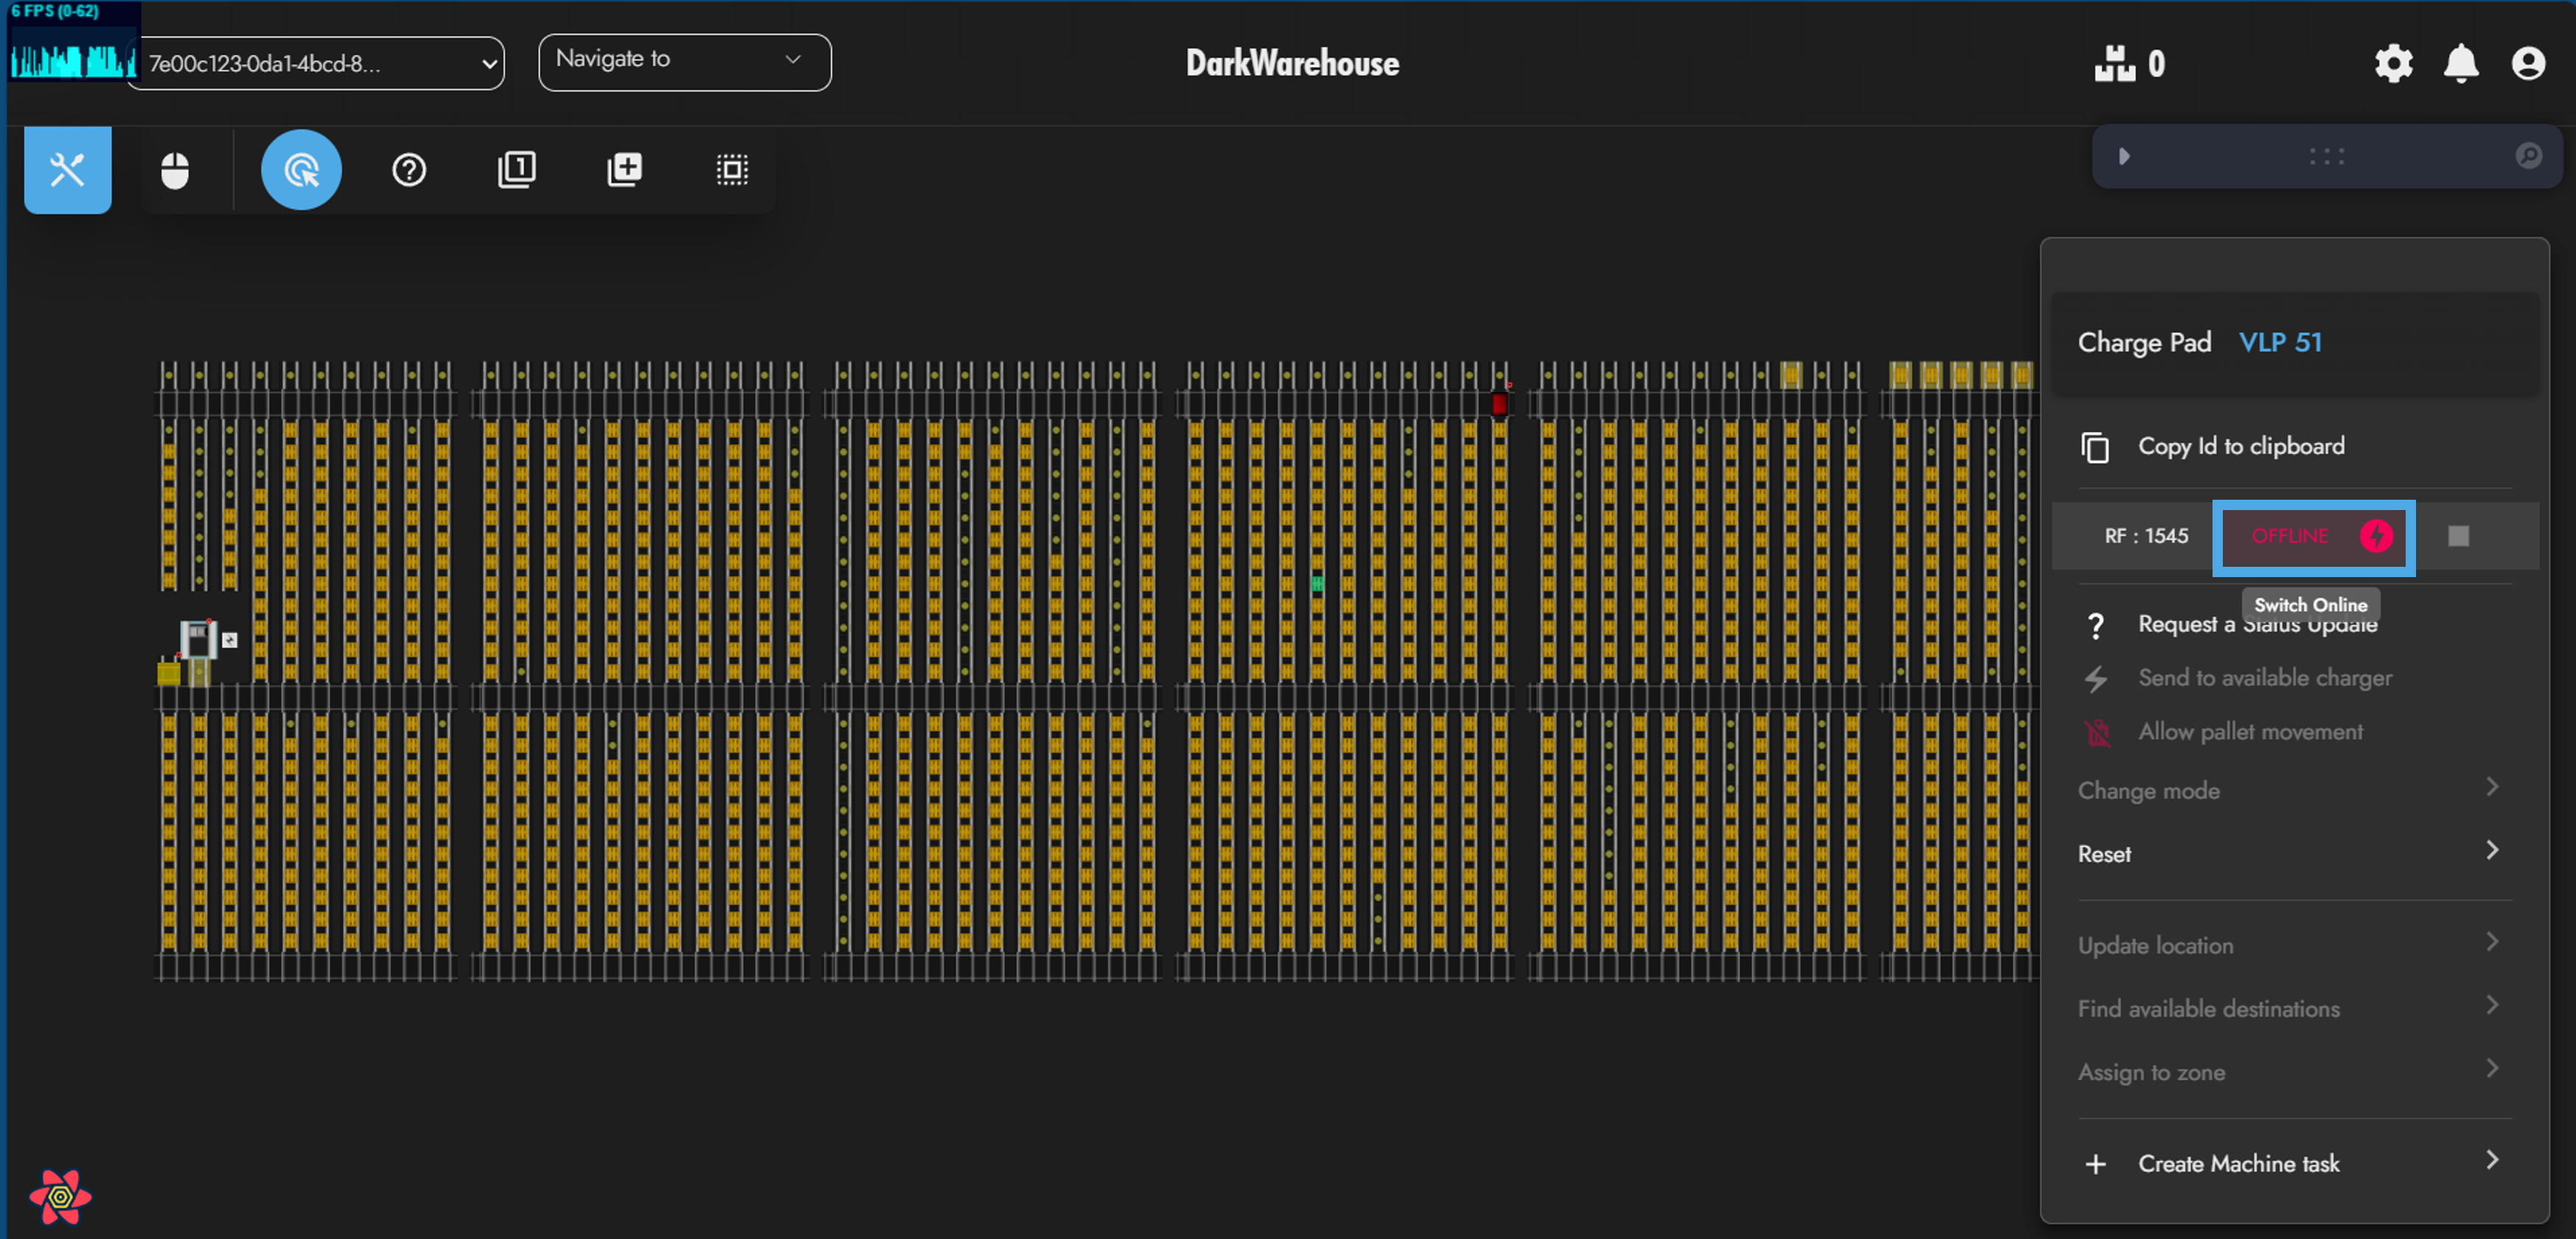 6 FPS (0-62)
7e00c123-0da1-4bcd-8...
Navigate to
DarkWarehouse
0
1
Charge Pad VLP 51
Copy Id to clipboard
RF : 1545 OFFLINE
Switch Online
Request a Status Update
Send to available charger
Allow pallet movement
Change mode
Reset
Update location
Find available destinations
Assign to zone
Create Machine task